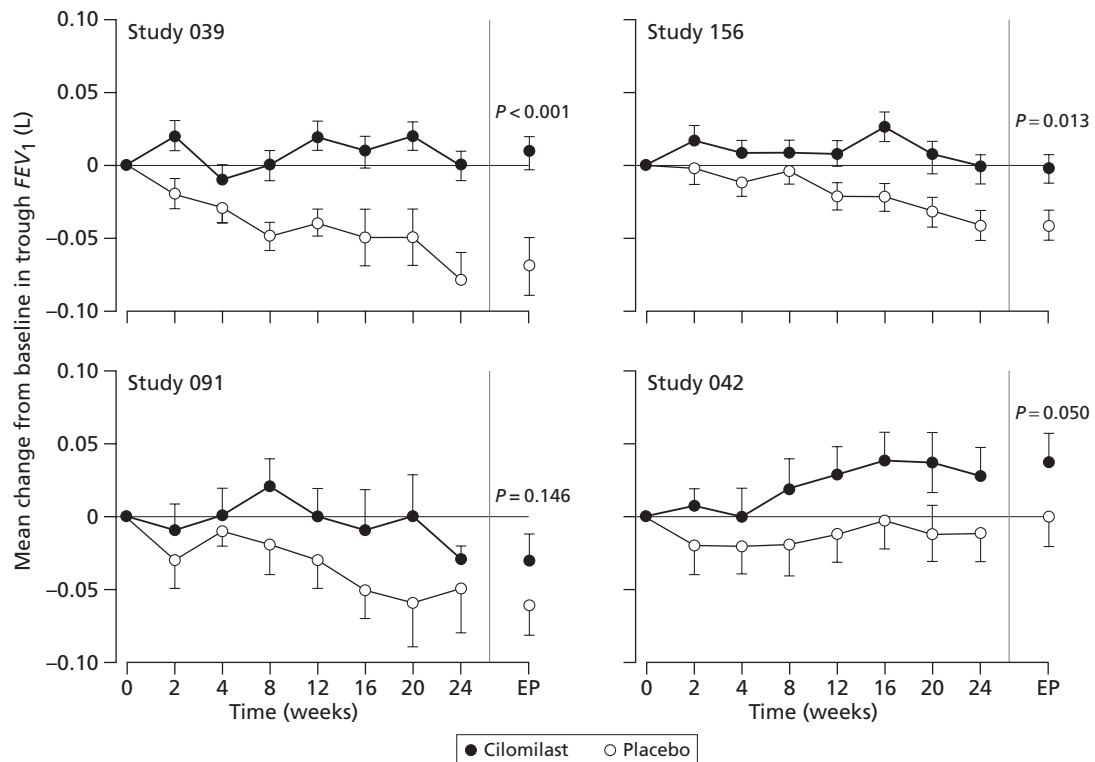 Mean change from baseline in trough FEV1 (L)
Study 039
0.10
0.05
0
−0.05
−0.10
P < 0.001
Study 156
P = 0.013
Study 091
0.10
0.05
0
−0.05
−0.10
P = 0.146
0 2 4 8 12 16 20 24 EP
Time (weeks)
Study 042
P = 0.050
0 2 4 8 12 16 20 24 EP
Time (weeks)
Cilomilast Placebo